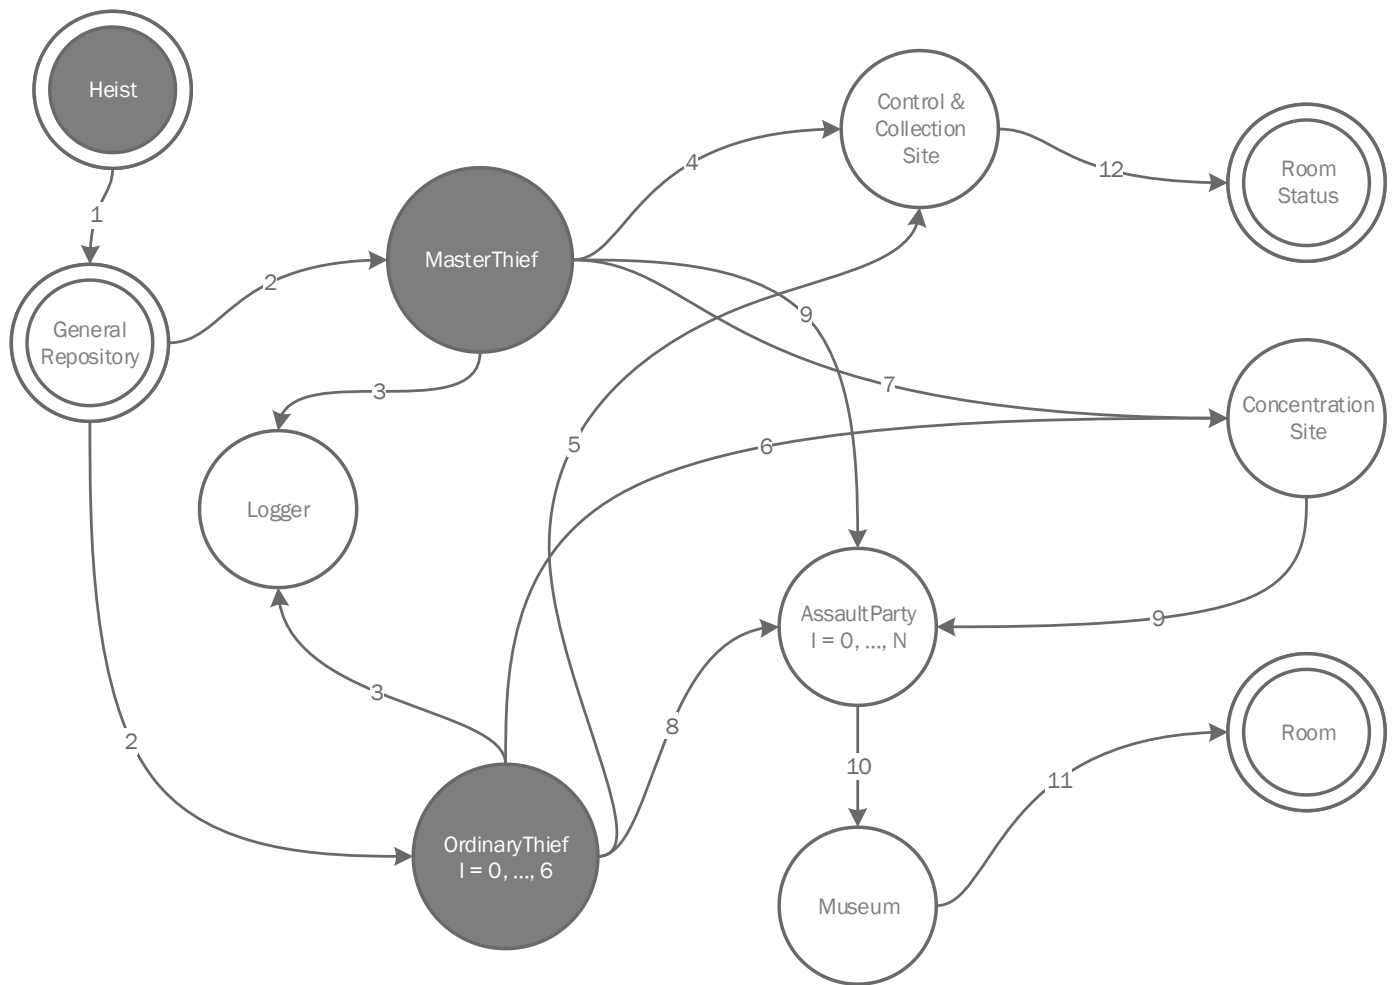 Heist
Control &
Collection
Site
4
Room
Status
12
1
MasterThief
2
General
Repository
9
3
7
Concentration
Site
5
6
Logger
AssaultParty
I = 0, ..., N
9
3
8
2
Room
10
11
OrdinaryThief
I = 0, ..., 6
Museum